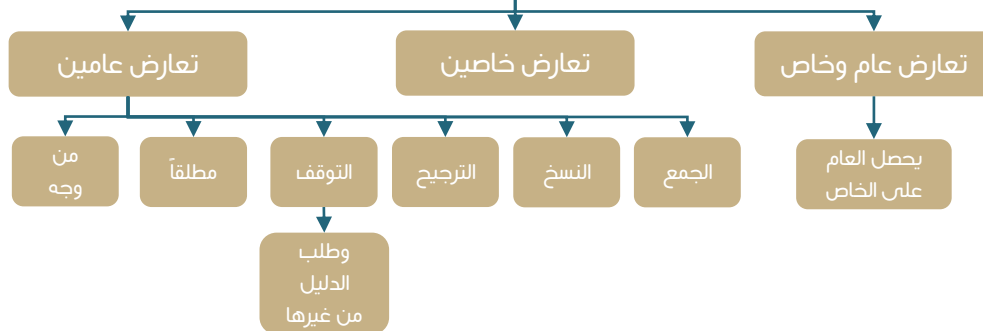 تعارض عام وخاص
تعارض خاصين
تعارض عامين
يحصل العام
على الخاص
الجمع
النسخ
الترجيح
التوقف
مطلقاً
من
وجه
وطلب
الدليل
من غيرها